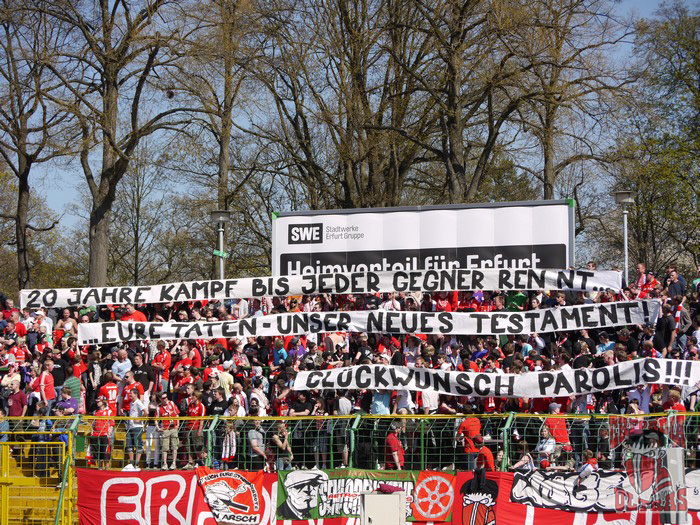 SWE Stadtwerke Erfurt Gruppe
Heimvorteil für Erfurt
20 JAHRE KAMPF BIS JEDER GEGNER RENNT...
...EURE TATEN - UNSER NEUES TESTAMENT!
GLÜCKWUNSCH PAROLIS!!!
ERF
ARSCH